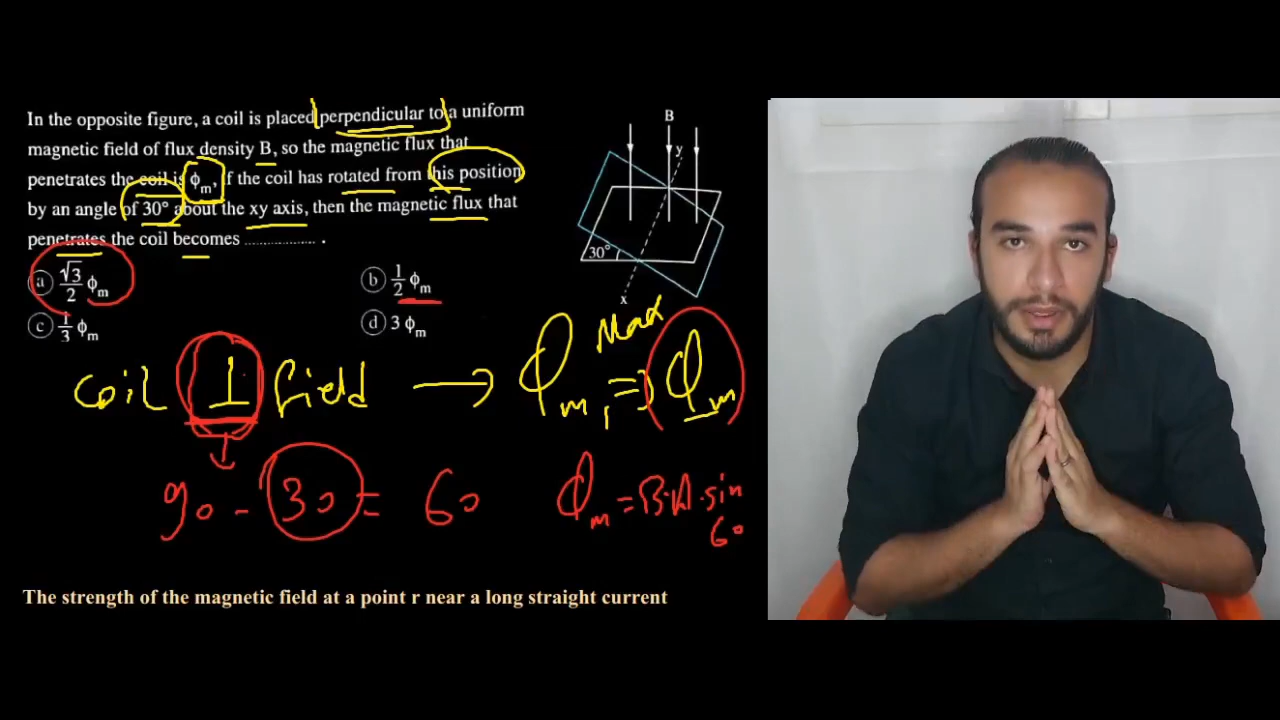 In the opposite figure, a coil is placed perpendicular to a uniform
magnetic field of flux density B, so the magnetic flux that
penetrates the coil is ϕm, if the coil has rotated from this position
by an angle of 30° about the xy axis, then the magnetic flux that
penetrates the coil becomes .................. .
ⓐ √3/2 ϕm
ⓑ 1/2 ϕm
ⓒ 1/3 ϕm
ⓓ 3 ϕm
B
y
30°
x
coil ⊥ field → ϕm, ⇒ ϕm
Max
90 - 30 = 60
ϕm = B.A.sin
60
The strength of the magnetic field at a point r near a long straight current